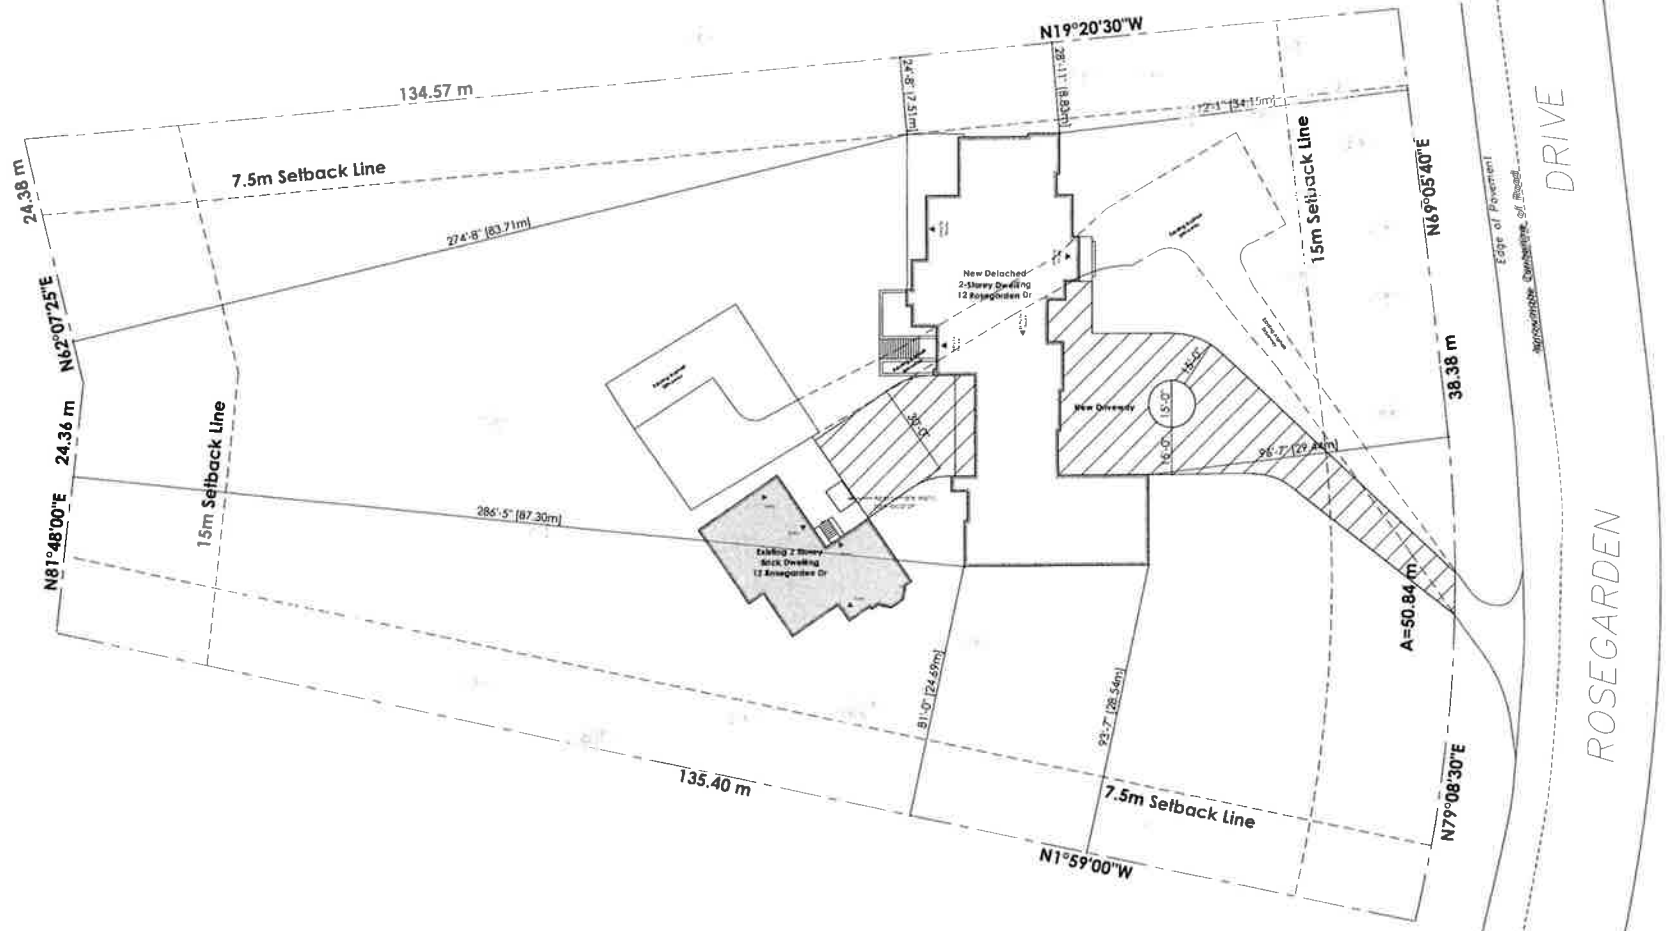 N19°20'30"W
134.57 m
24'-8" [7.51m]
28'-11" [8.83m]
7.5m Setback Line
24.38 m
274'-8" [83.71m]
N62°07'25"E
15m Setback Line
DRIVE
Edge of Pavement
N69°05'40"E
New Detached
2-Storey Dwelling
12 Rosegarden Dr
38.38 m
15'-0"
15'-0"
16'-0"
New Driveway
30'-0"
24.36 m
15m Setback Line
96'-7" [29.44m]
N81°48'00"E
286'-5" [87.30m]
Existing 2 Storey
Brick Dwelling
12 Rosegarden Dr
A=50.84 m
ROSEGARDEN
81'-0" [24.69m]
93'-7" [28.54m]
135.40 m
7.5m Setback Line
N79°08'30"E
N1°59'00"W